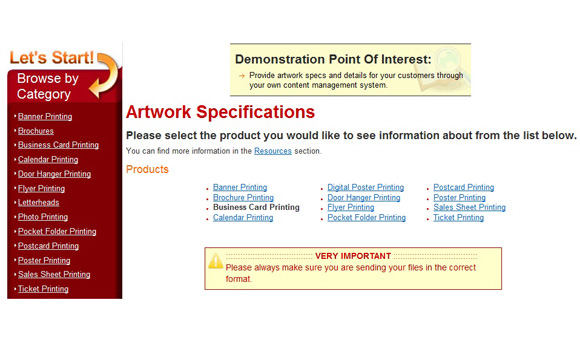 Let's Start!
Browse by
Category
Banner Printing
Brochures
Business Card Printing
Calendar Printing
Door Hanger Printing
Flyer Printing
Letterheads
Photo Printing
Pocket Folder Printing
Postcard Printing
Poster Printing
Sales Sheet Printing
Ticket Printing
Demonstration Point Of Interest:
Provide artwork specs and details for your customers through
your own content management system.
Artwork Specifications
Please select the product you would like to see information about from the list below.
You can find more information in the Resources section.
Products
Banner Printing
Brochure Printing
Business Card Printing
Calendar Printing
Digital Poster Printing
Door Hanger Printing
Flyer Printing
Pocket Folder Printing
Postcard Printing
Poster Printing
Sales Sheet Printing
Ticket Printing
VERY IMPORTANT
Please always make sure you are sending your files in the correct
format.